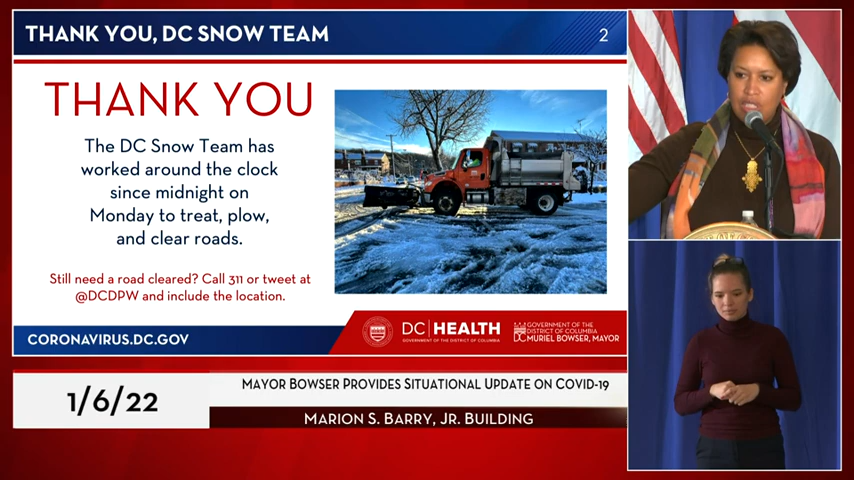 THANK YOU, DC SNOW TEAM
2
THANK YOU
The DC Snow Team has
worked around the clock
since midnight on
Monday to treat, plow,
and clear roads.
Still need a road cleared? Call 311 or tweet at
@DCDPW and include the location.
CORONAVIRUS.DC.GOV
DC HEALTH
GOVERNMENT OF THE DISTRICT OF COLUMBIA
GOVERNMENT OF THE
DISTRICT OF COLUMBIA
DC MURIEL BOWSER, MAYOR
1/6/22
MAYOR BOWSER PROVIDES SITUATIONAL UPDATE ON COVID-19
MARION S. BARRY, JR. BUILDING